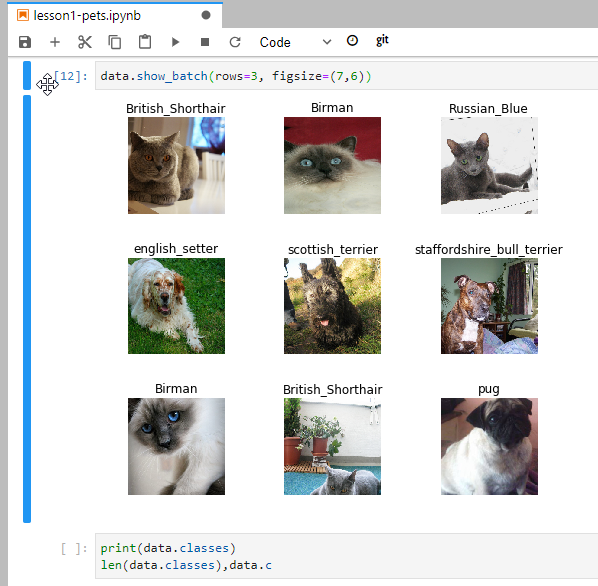 lesson1-pets.ipynb
Code
git
[12]: data.show_batch(rows=3, figsize=(7,6))
British_Shorthair Birman Russian_Blue
english_setter scottish_terrier staffordshire_bull_terrier
Birman British_Shorthair pug
[ ]: print(data.classes)
len(data.classes),data.c